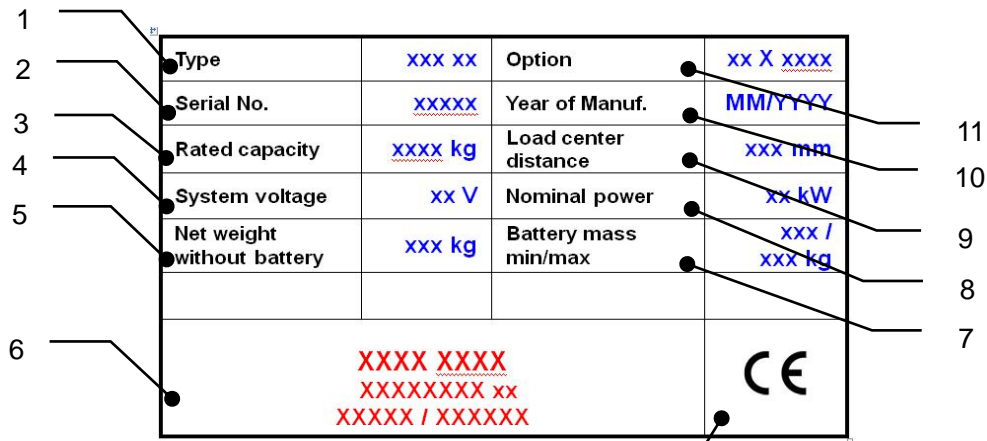 1
2
3
4
5
6
Type xxx xx Option xx X xxxx
Serial No. xxxxx Year of Manuf. MM/YYYY
Rated capacity xxxx kg Load center
distance xxx mm
System voltage xx V Nominal power xx kW
Net weight
without battery xxx kg Battery mass
min/max xxx /
xxx kg
XXXX XXXX
XXXXXXXX xx
XXXXX / XXXXXX
CE
11
10
9
8
7